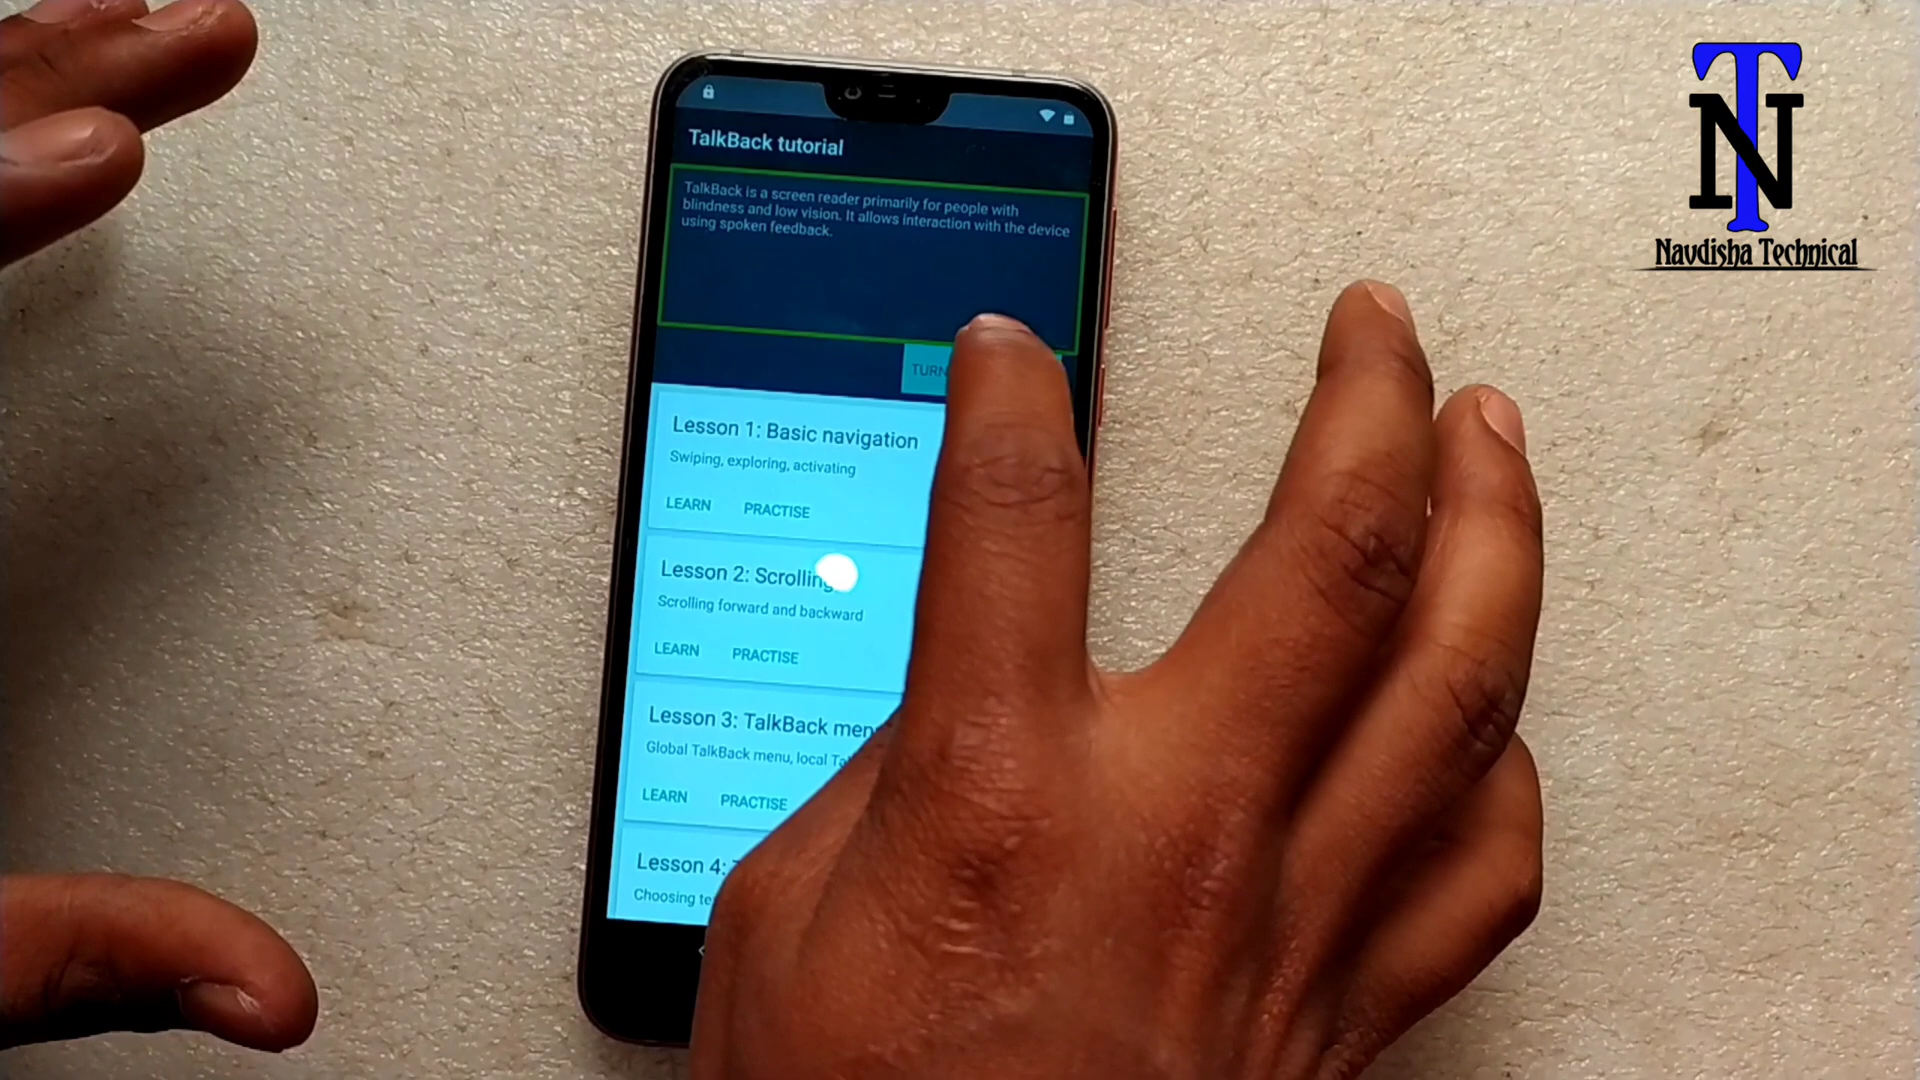 TN
Navdisha Technical
TalkBack tutorial
TalkBack is a screen reader primarily for people with
blindness and low vision. It allows interaction with the device
using spoken feedback.
TURN
Lesson 1: Basic navigation
Swiping, exploring, activating
LEARN PRACTISE
Lesson 2: Scrolling
Scrolling forward and backward
LEARN PRACTISE
Lesson 3: TalkBack men
Global TalkBack menu, local
LEARN PRACTISE
Lesson 4:
Choosing